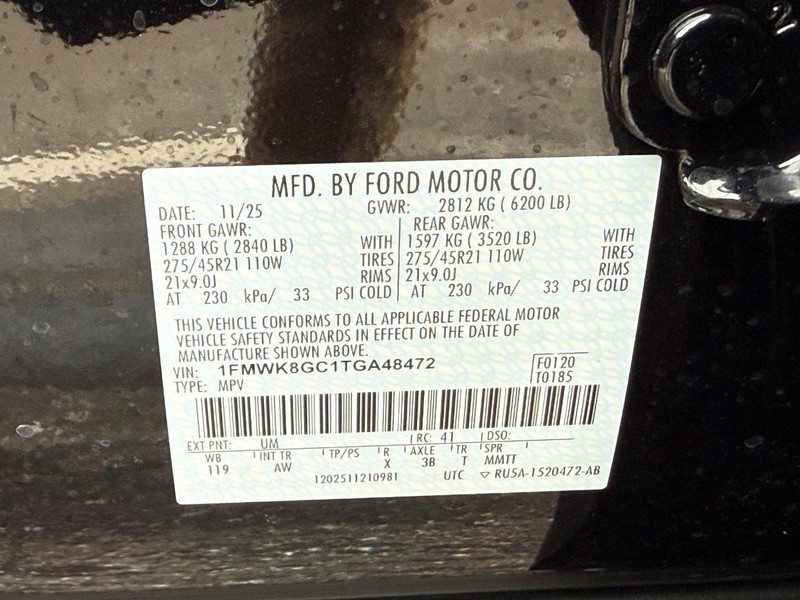 MFD. BY FORD MOTOR CO.
DATE: 11/25 GVWR: 2812 KG ( 6200 LB)
FRONT GAWR: REAR GAWR:
1288 KG ( 2840 LB) WITH 1597 KG ( 3520 LB) WITH
275/45R21 110W TIRES 275/45R21 110W TIRES
21x9.0J RIMS 21x9.0J RIMS
AT 230 kPa/ 33 PSI COLD AT 230 kPa/ 33 PSI COLD
THIS VEHICLE CONFORMS TO ALL APPLICABLE FEDERAL MOTOR
VEHICLE SAFETY STANDARDS IN EFFECT ON THE DATE OF
MANUFACTURE SHOWN ABOVE.
VIN: 1FMWK8GC1TGA48472 F0120
TYPE: MPV T0185
EXT PNT: UM RC: 41 DSO:
WB INT TR TP/PS R AXLE TR SPR
119 AW X 3B T MMTT
1202511210981 UTC ▽ RU5A-1520472-AB
2